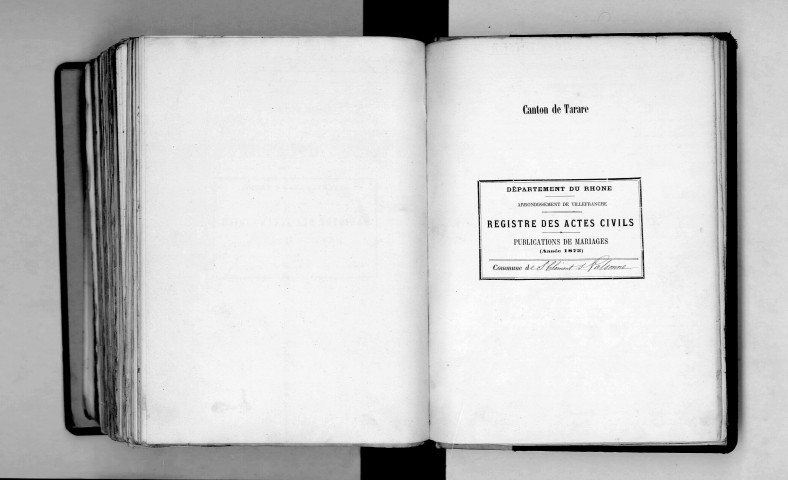 Canton de Tarare
DÉPARTEMENT DU RHONE
ARRONDISSEMENT DE VILLEFRANCHE
REGISTRE DES ACTES CIVILS
PUBLICATIONS DE MARIAGES
(Année 1872)
Commune de St Clément s/ Valsonne